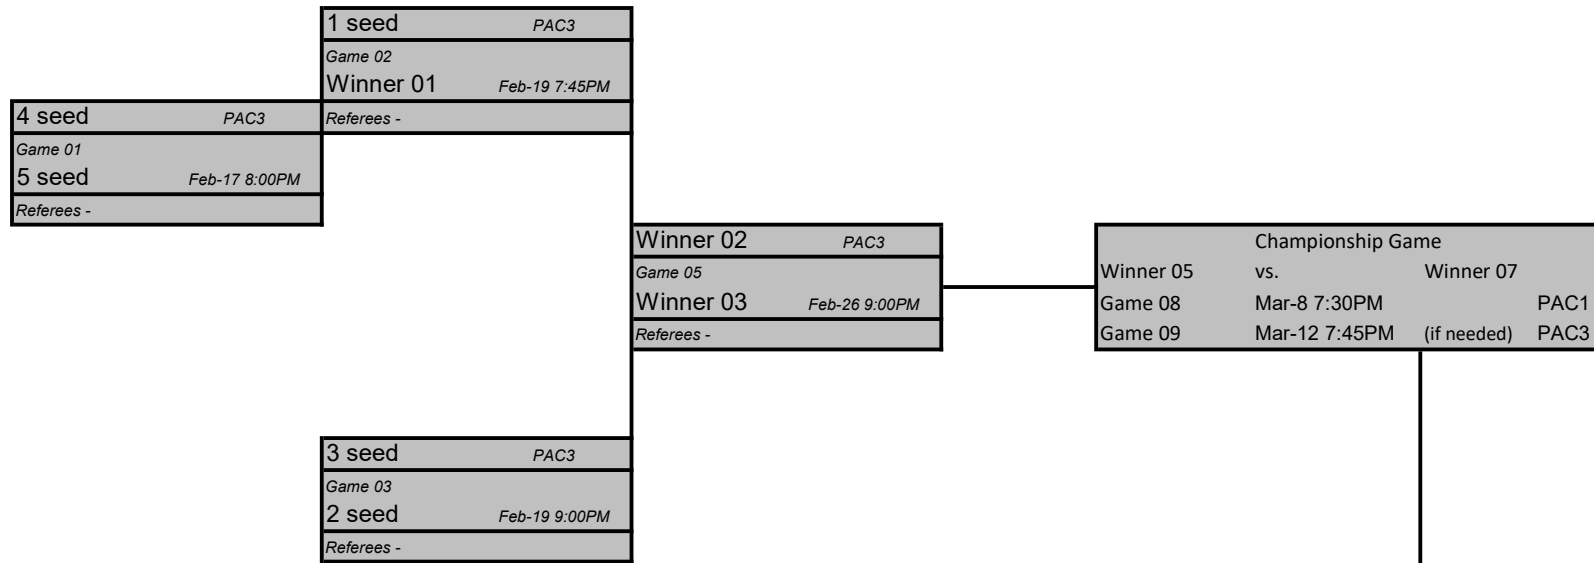 1 seed PAC3
Game 02
Winner 01 Feb-19 7:45PM
Referees -
4 seed PAC3
Game 01
5 seed Feb-17 8:00PM
Referees -
Winner 02 PAC3
Game 05
Winner 03 Feb-26 9:00PM
Referees -
Championship Game
Winner 05 vs. Winner 07
Game 08 Mar-8 7:30PM PAC1
Game 09 Mar-12 7:45PM (if needed) PAC3
3 seed PAC3
Game 03
2 seed Feb-19 9:00PM
Referees -